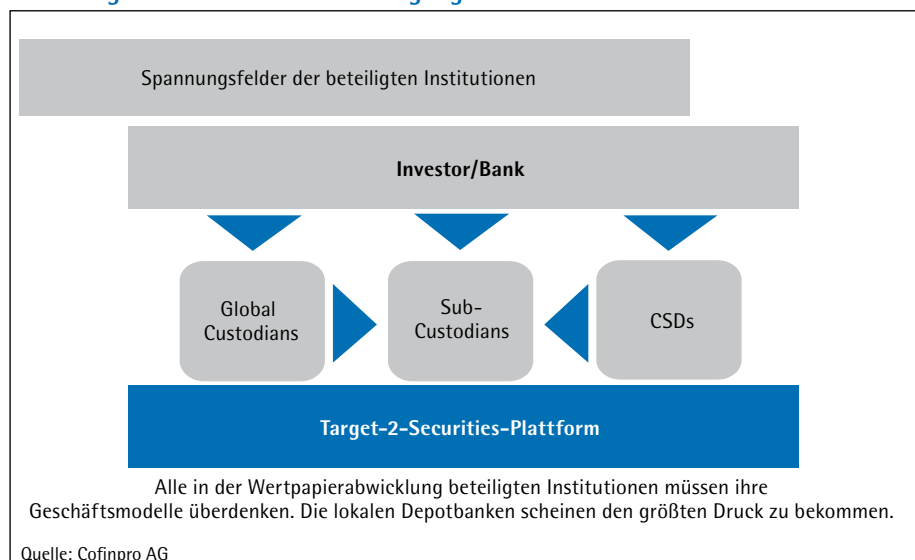 Spannungsfelder der beteiligten Institutionen
Investor/Bank
Global
Custodians
Sub-
Custodians
CSDs
Target-2-Securities-Plattform
Alle in der Wertpapierabwicklung beteiligten Institutionen müssen ihre
Geschäftsmodelle überdenken. Die lokalen Depotbanken scheinen den größten Druck zu bekommen.
Quelle: Cofinpro AG